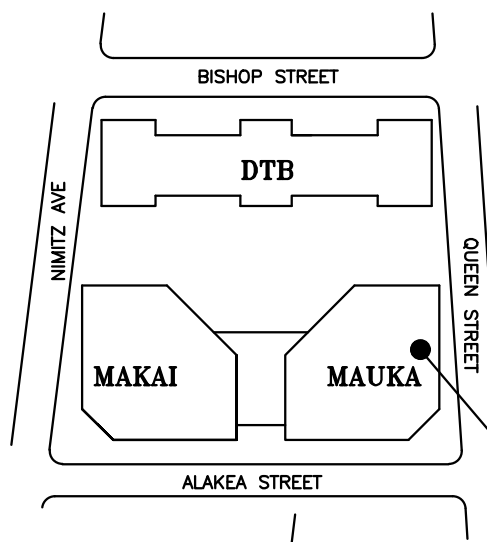 BISHOP STREET
DTB
NIMITZ AVE
QUEEN STREET
MAKAI
MAUKA
ALAKEA STREET